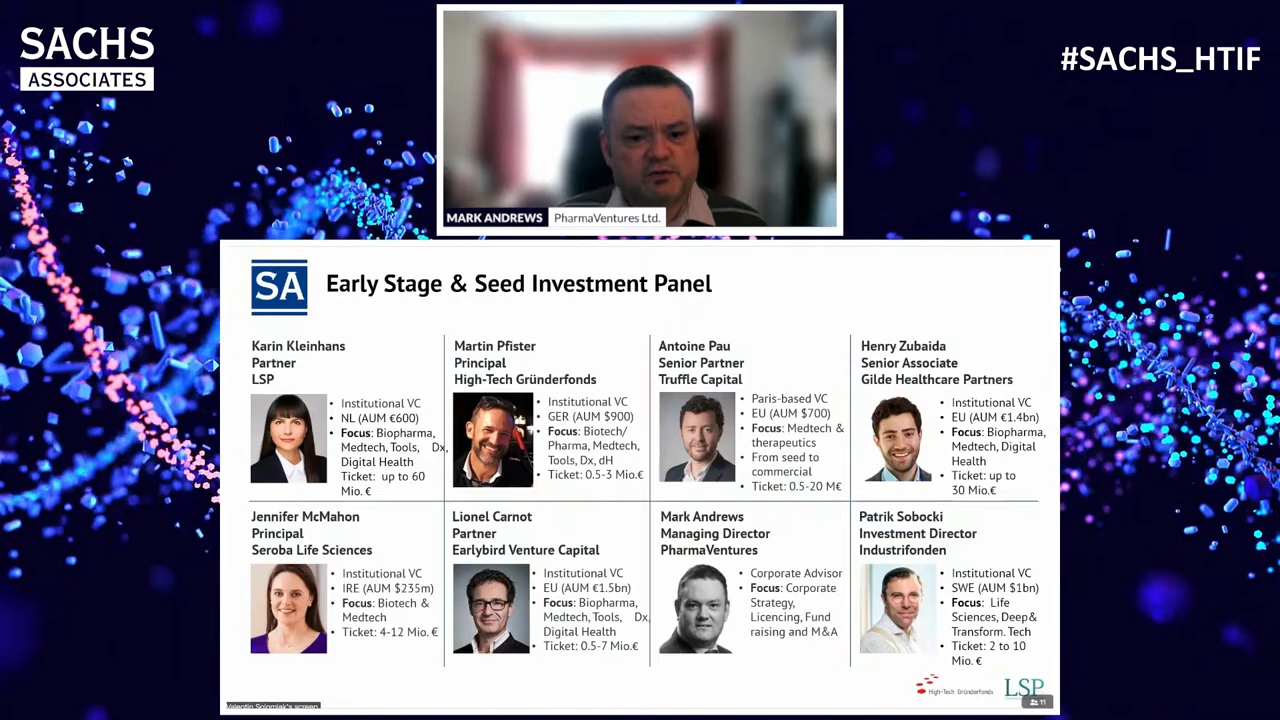 SACHS
ASSOCIATES
#SACHS_HTIF
MARK ANDREWS PharmaVentures Ltd.
SA
Early Stage & Seed Investment Panel
Karin Kleinhans
Partner
LSP
• Institutional VC
• NL (AUM €600)
• Focus: Biopharma,
Medtech, Tools, Dx,
Digital Health
Ticket: up to 60
Mio. €
Martin Pfister
Principal
High-Tech Gründerfonds
• Institutional VC
• GER (AUM $900)
• Focus: Biotech/
Pharma, Medtech,
Tools, Dx, dH
• Ticket: 0.5-3 Mio.€
Antoine Pau
Senior Partner
Truffle Capital
• Paris-based VC
• EU (AUM $700)
• Focus: Medtech &
therapeutics
• From seed to
commercial
• Ticket: 0.5-20 M€
Henry Zubaida
Senior Associate
Gilde Healthcare Partners
• Institutional VC
• EU (AUM €1.4bn)
• Focus: Biopharma,
Medtech, Digital
Health
• Ticket: up to
30 Mio.€
Jennifer McMahon
Principal
Seroba Life Sciences
• Institutional VC
• IRE (AUM $235m)
• Focus: Biotech &
Medtech
• Ticket: 4-12 Mio. €
Lionel Carnot
Partner
Earlybird Venture Capital
• Institutional VC
• EU (AUM €1.5bn)
• Focus: Biopharma,
Medtech, Tools, Dx,
Digital Health
• Ticket: 0.5-7 Mio.€
Mark Andrews
Managing Director
PharmaVentures
• Corporate Advisor
• Focus: Corporate
Strategy,
Licencing, Fund
raising and M&A
Patrik Sobocki
Investment Director
Industrifonden
• Institutional VC
• SWE (AUM $1bn)
• Focus: Life
Sciences, Deep&
Transform. Tech
• Ticket: 2 to 10
Mio. €
High-Tech Gründerfonds
LSP
11
Valentin Solomiak's screen